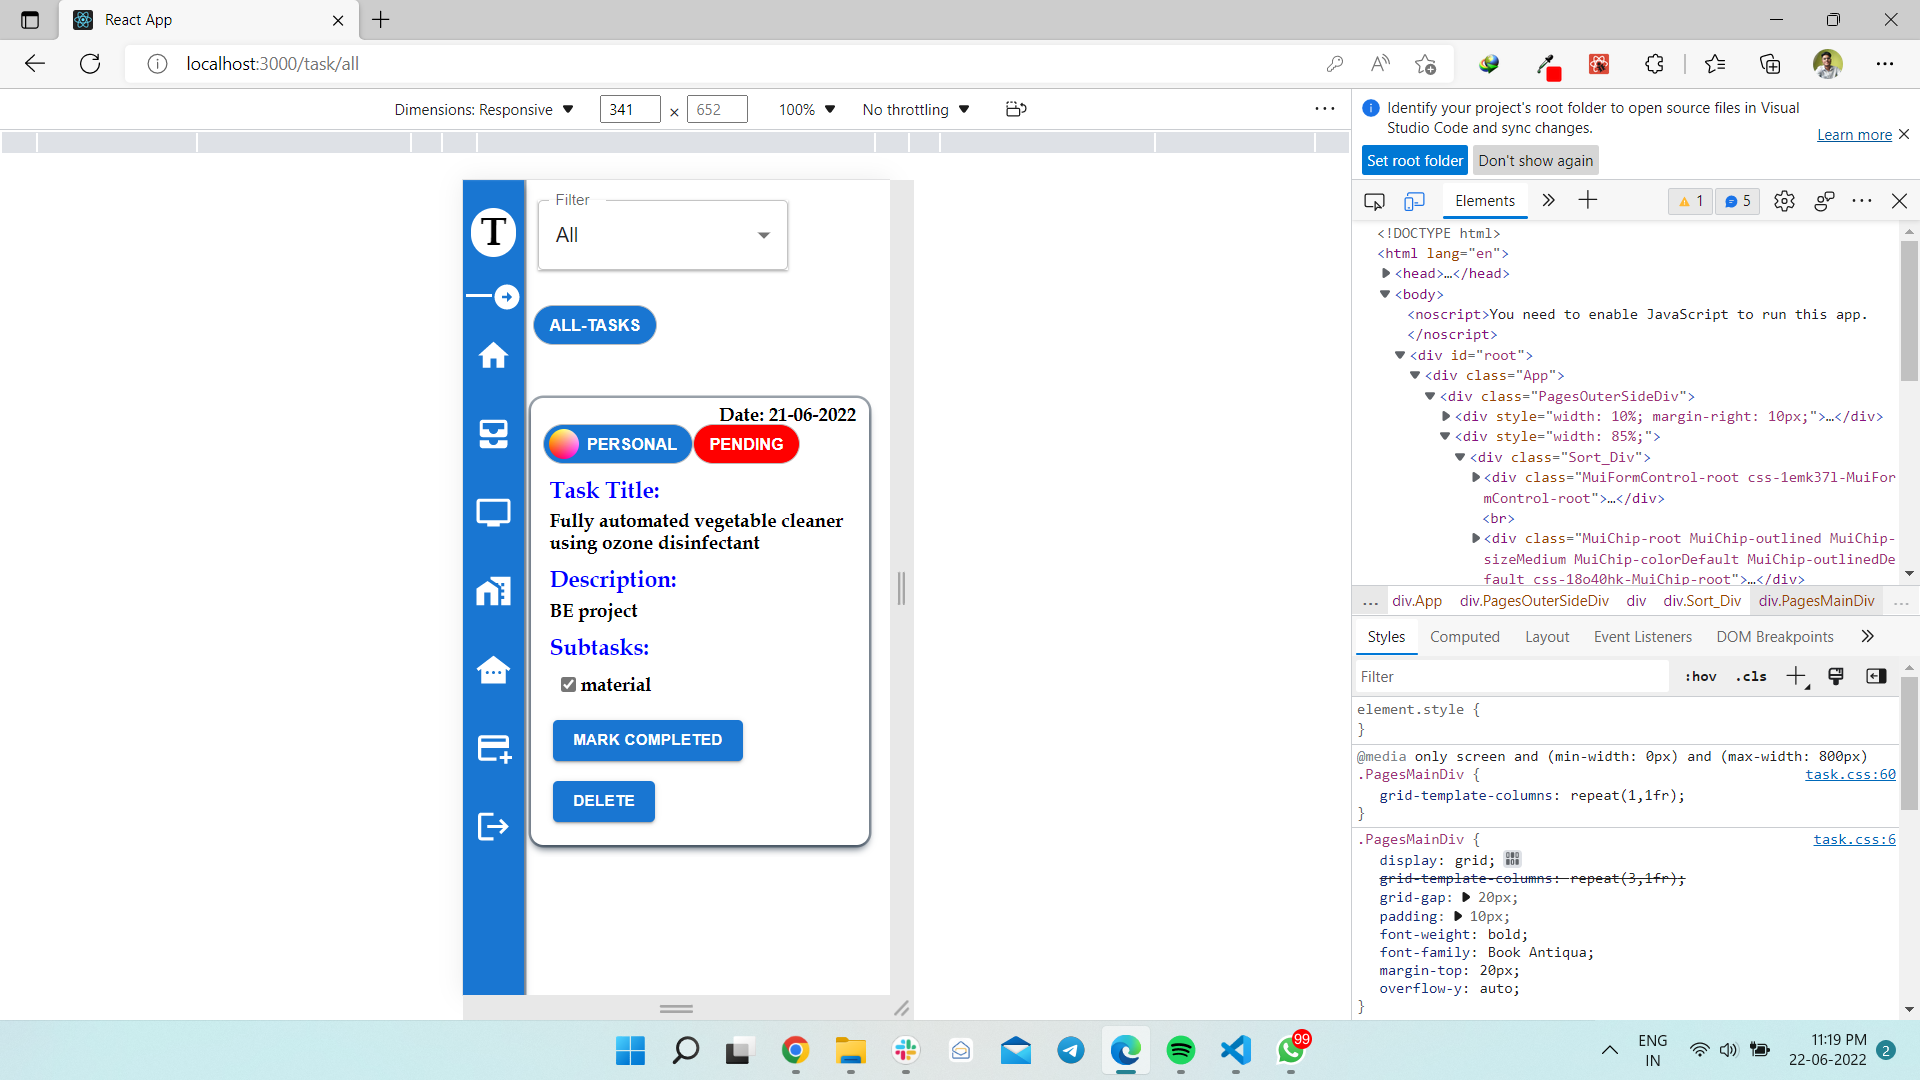 React App
localhost:3000/task/all
Dimensions: Responsive 341 × 652 100% No throttling
Identify your project's root folder to open source files in Visual
Studio Code and sync changes.
Learn more
Set root folder Don't show again
Elements 1 5
T
Filter
All
ALL-TASKS
Date: 21-06-2022
PERSONAL PENDING
Task Title:
Fully automated vegetable cleaner
using ozone disinfectant
Description:
BE project
Subtasks:
material
MARK COMPLETED
DELETE
<!DOCTYPE html>
<html lang="en">
<head>…</head>
<body>
<noscript>You need to enable JavaScript to run this app.
</noscript>
<div id="root">
<div class="App">
<div class="PagesOuterSideDiv">
<div style="width: 10%; margin-right: 10px;">…</div>
<div style="width: 85%;">
<div class="Sort_Div">
<div class="MuiFormControl-root css-1emk37l-MuiFor
mControl-root">…</div>
<br>
<div class="MuiChip-root MuiChip-outlined MuiChip-
sizeMedium MuiChip-colorDefault MuiChip-outlinedDe
fault css-18o40hk-MuiChip-root">…</div>
... div.App div.PagesOuterSideDiv div div.Sort_Div div.PagesMainDiv ...
Styles Computed Layout Event Listeners DOM Breakpoints
Filter :hov .cls
element.style {
}
@media only screen and (min-width: 0px) and (max-width: 800px)
.PagesMainDiv { task.css:60
grid-template-columns: repeat(1,1fr);
}
.PagesMainDiv { task.css:6
display: grid;
grid-template-columns: repeat(3,1fr);
grid-gap: 20px;
padding: 10px;
font-weight: bold;
font-family: Book Antiqua;
margin-top: 20px;
overflow-y: auto;
}
99
ENG
IN
11:19 PM
22-06-2022
2